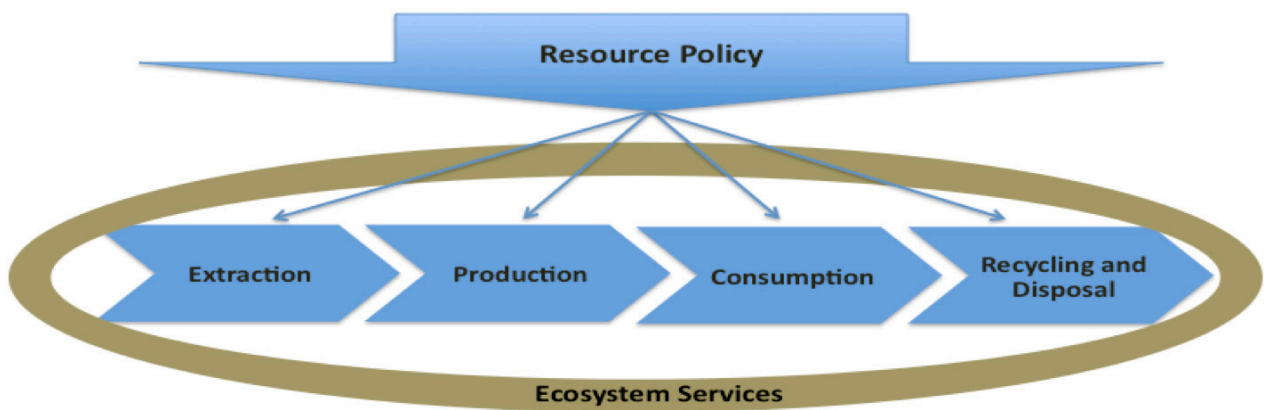 Resource Policy
Extraction
Production
Consumption
Recycling and
Disposal
Ecosystem Services